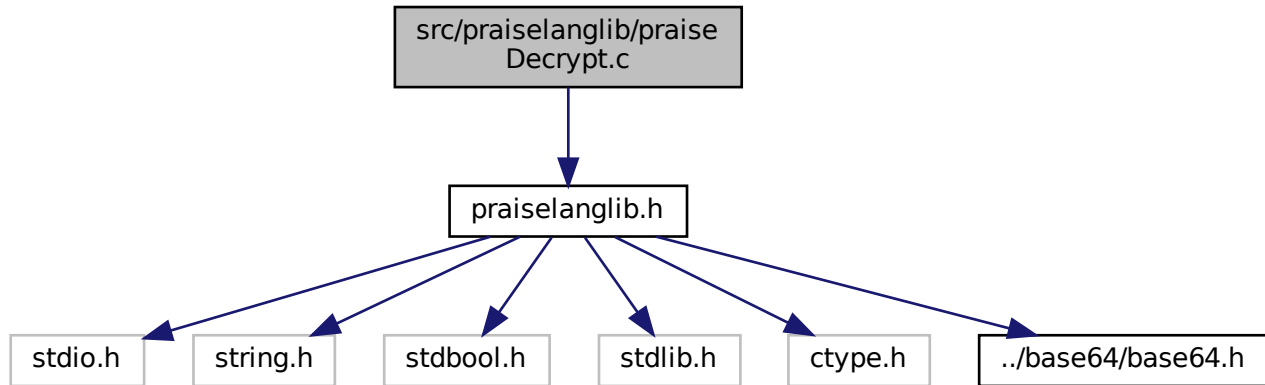 src/praiselanglib/praise
Decrypt.c
praiselanglib.h
stdio.h
string.h
stdbool.h
stdlib.h
ctype.h
../base64/base64.h